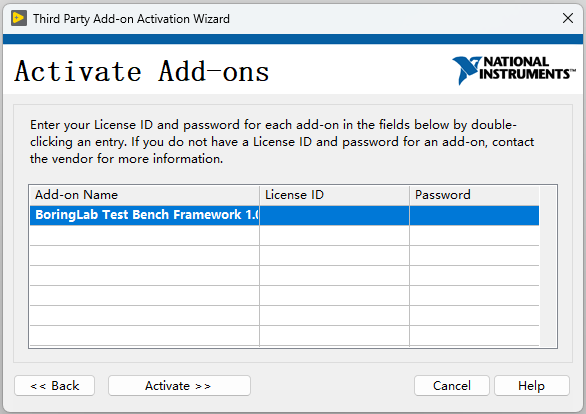 Third Party Add-on Activation Wizard
Activate Add-ons
NATIONAL
INSTRUMENTS™
Enter your License ID and password for each add-on in the fields below by double-
clicking an entry. If you do not have a License ID and password for an add-on, contact
the vendor for more information.
Add-on Name License ID Password
BoringLab Test Bench Framework 1.0
<< Back Activate >> Cancel Help